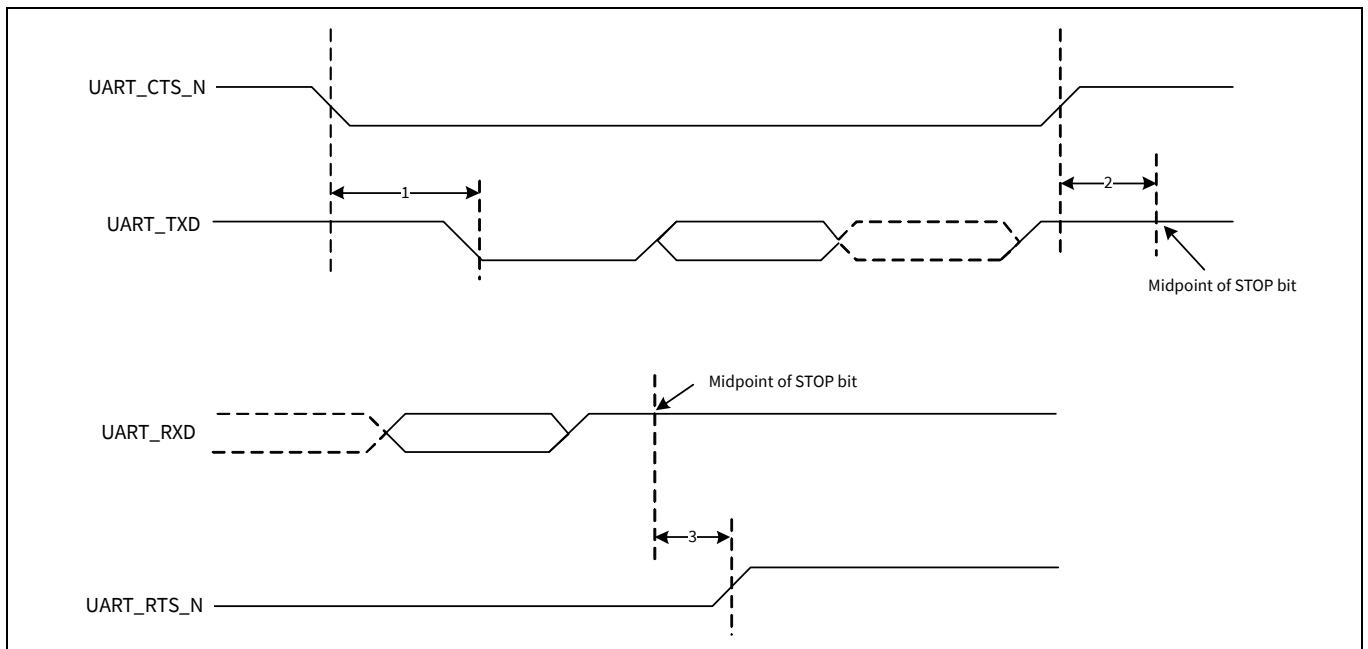 UART_CTS_N
1
2
UART_TXD
Midpoint of STOP bit
Midpoint of STOP bit
UART_RXD
3
UART_RTS_N